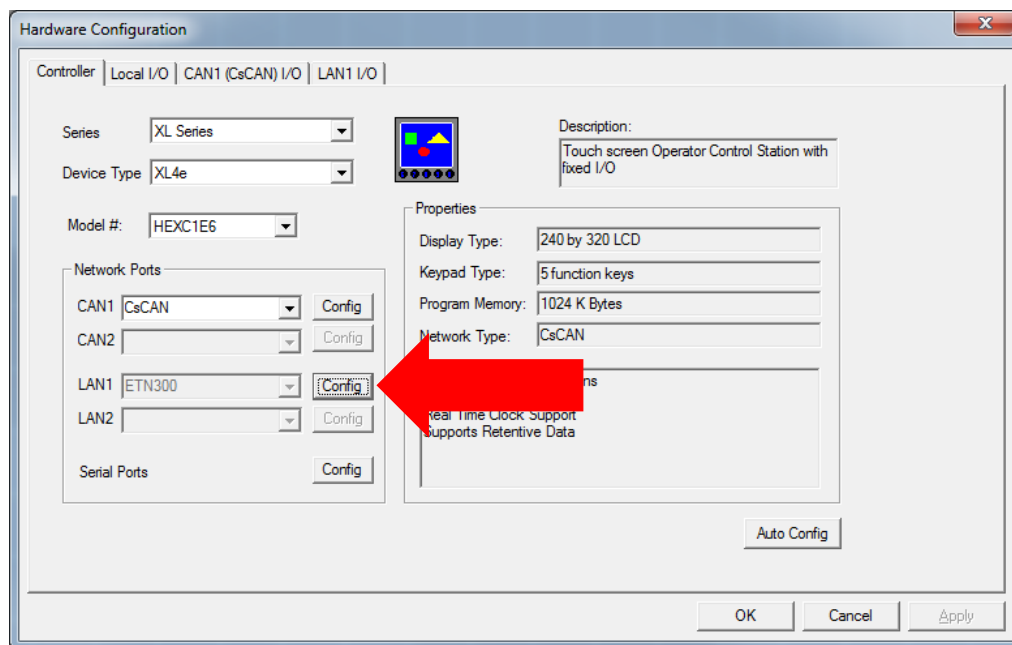 Hardware Configuration
Controller
Local I/O
CAN1 (CsCAN) I/O
LAN1 I/O
Series
XL Series
Device Type
XL4e
Model #:
HEXC1E6
Description:
Touch screen Operator Control Station with
fixed I/O
Network Ports
CAN1
CsCAN
Config
CAN2
Config
LAN1
ETN300
Config
LAN2
Config
Serial Ports
Config
Properties
Display Type:
240 by 320 LCD
Keypad Type:
5 function keys
Program Memory:
1024 K Bytes
Network Type:
CsCAN
Real Time Clock Support
Supports Retentive Data
Auto Config
OK
Cancel
Apply